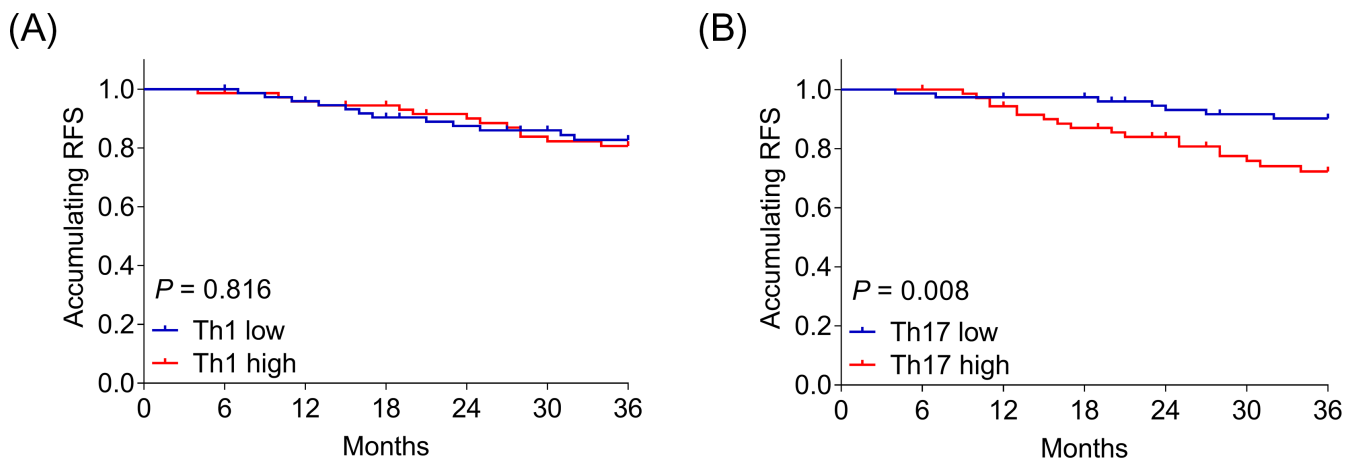 (A)
Accumulating RFS
1.0
0.8
0.6
0.4
0.2
0.0
P = 0.816
Th1 low
Th1 high
0 6 12 18 24 30 36
Months
(B)
Accumulating RFS
1.0
0.8
0.6
0.4
0.2
0.0
P = 0.008
Th17 low
Th17 high
0 6 12 18 24 30 36
Months